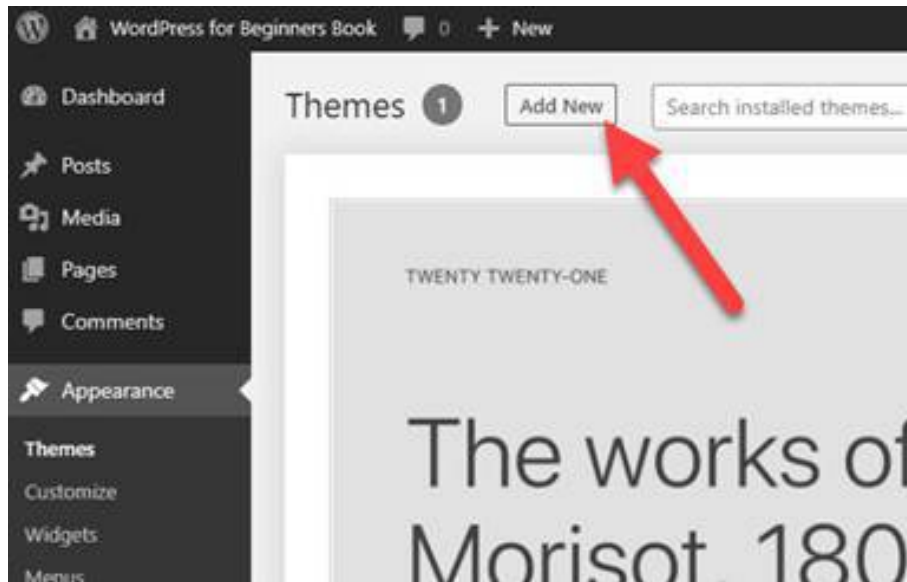 WordPress for Beginners Book 0 + New
Dashboard
Posts
Media
Pages
Comments
Appearance
Themes
Customize
Widgets
Menus
Themes 1 Add New Search installed themes...
TWENTY TWENTY-ONE
The works of
Morisot, 180